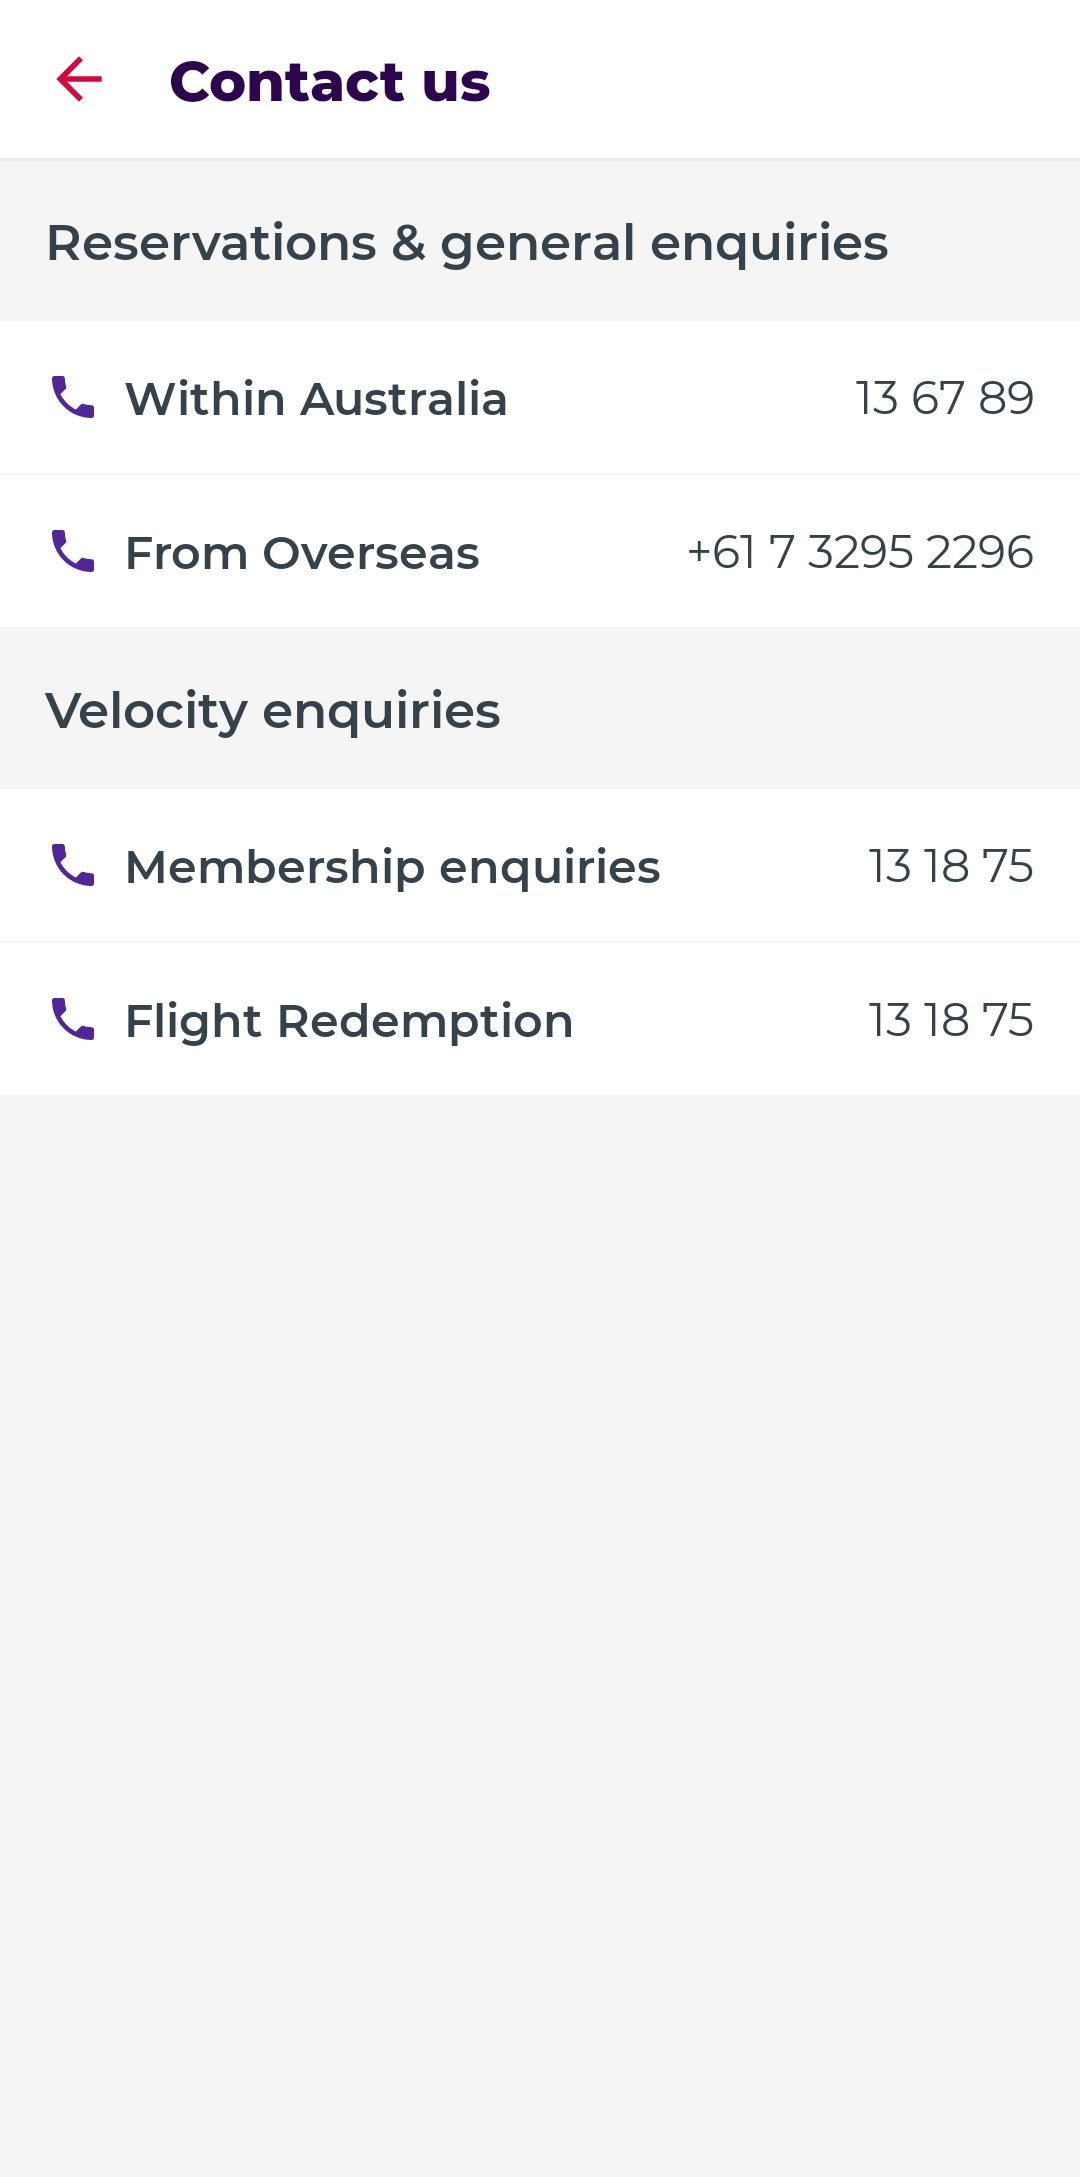 Contact us
Reservations & general enquiries
Within Australia 13 67 89
From Overseas +61 7 3295 2296
Velocity enquiries
Membership enquiries 13 18 75
Flight Redemption 13 18 75